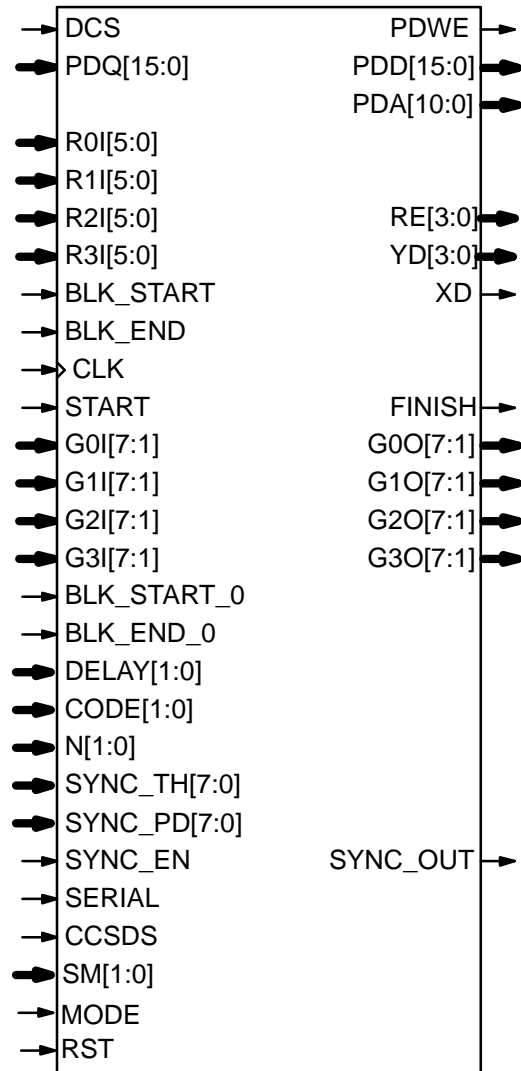 DCS PDWE
PDQ[15:0] PDD[15:0]
PDA[10:0]
R0I[5:0]
R1I[5:0]
R2I[5:0] RE[3:0]
R3I[5:0] YD[3:0]
BLK_START XD
BLK_END
CLK
START FINISH
G0I[7:1] G0O[7:1]
G1I[7:1] G1O[7:1]
G2I[7:1] G2O[7:1]
G3I[7:1] G3O[7:1]
BLK_START_0
BLK_END_0
DELAY[1:0]
CODE[1:0]
N[1:0]
SYNC_TH[7:0]
SYNC_PD[7:0]
SYNC_EN SYNC_OUT
SERIAL
CCSDS
SM[1:0]
MODE
RST